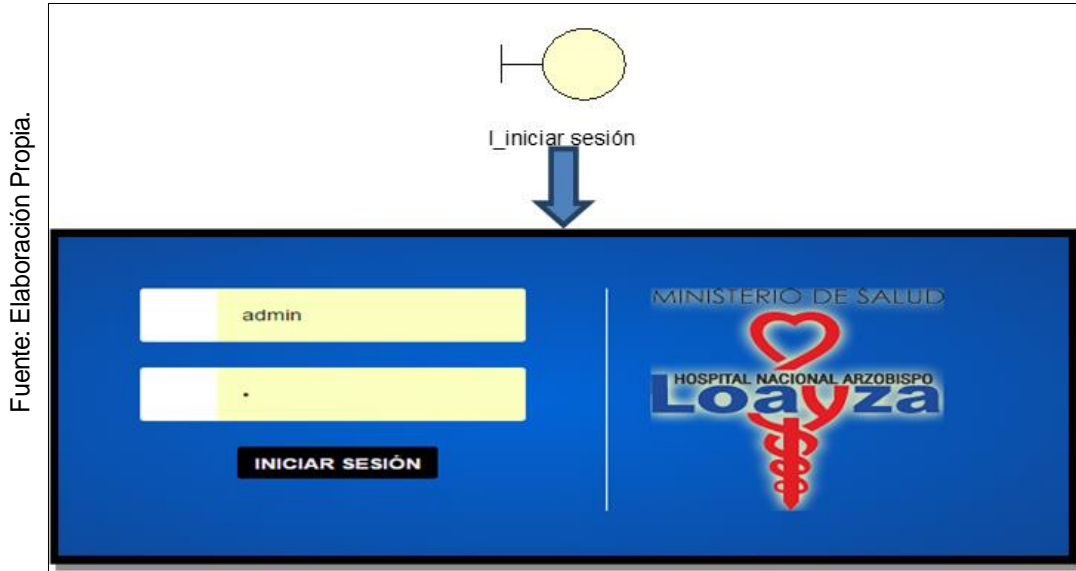 Fuente: Elaboración Propia.
I_iniciar sesión
admin
INICIAR SESIÓN
MINISTERIO DE SALUD
HOSPITAL NACIONAL ARZOBISPO
Loayza